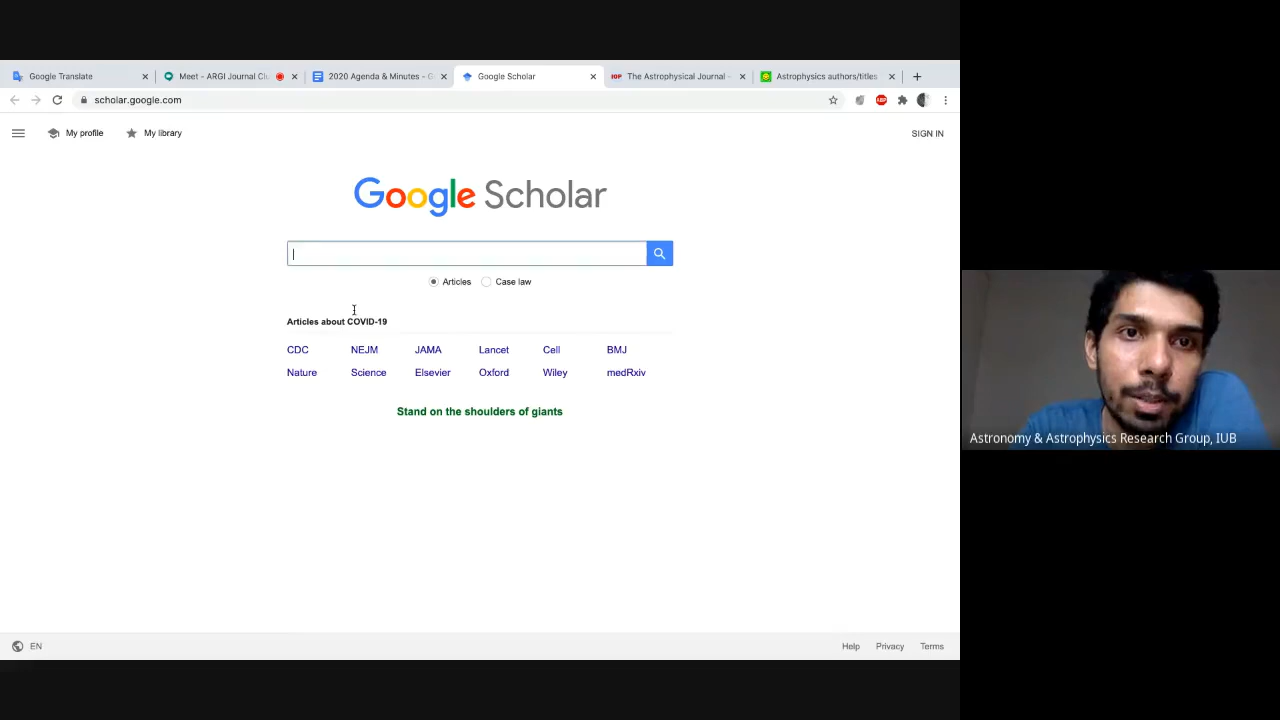 Google Translate
Meet - ARGI Journal Clu
2020 Agenda & Minutes - G
Google Scholar
IOP The Astrophysical Journal -
Astrophysics authors/titles
scholar.google.com
ABP
My profile
My library
SIGN IN
Google Scholar
Articles
Case law
Articles about COVID-19
CDC NEJM JAMA Lancet Cell BMJ
Nature Science Elsevier Oxford Wiley medRxiv
Stand on the shoulders of giants
Astronomy & Astrophysics Research Group, IUB
EN
Help Privacy Terms